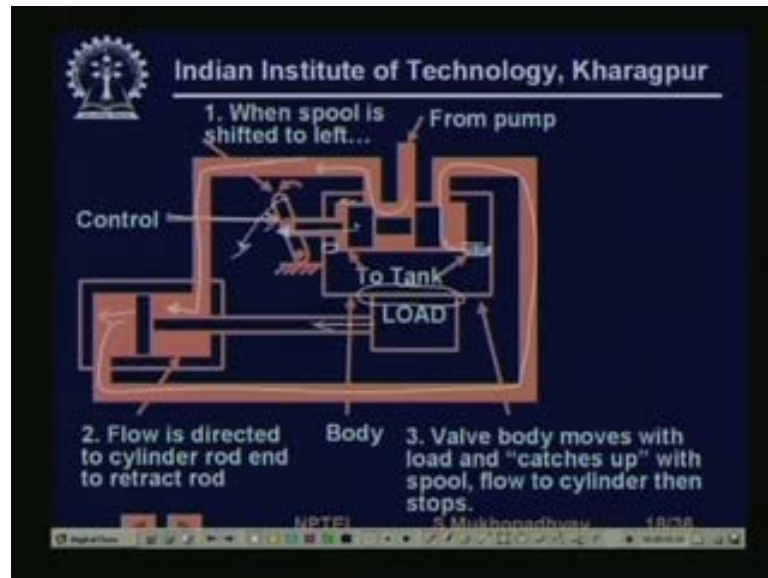 Indian Institute of Technology, Kharagpur
1. When spool is
shifted to left...
From pump
Control
To Tank
LOAD
2. Flow is directed
to cylinder rod end
to retract rod
Body
3. Valve body moves with
load and “catches up” with
spool, flow to cylinder then
stops.
NPTEL S.Mukhopadhyay 18/36